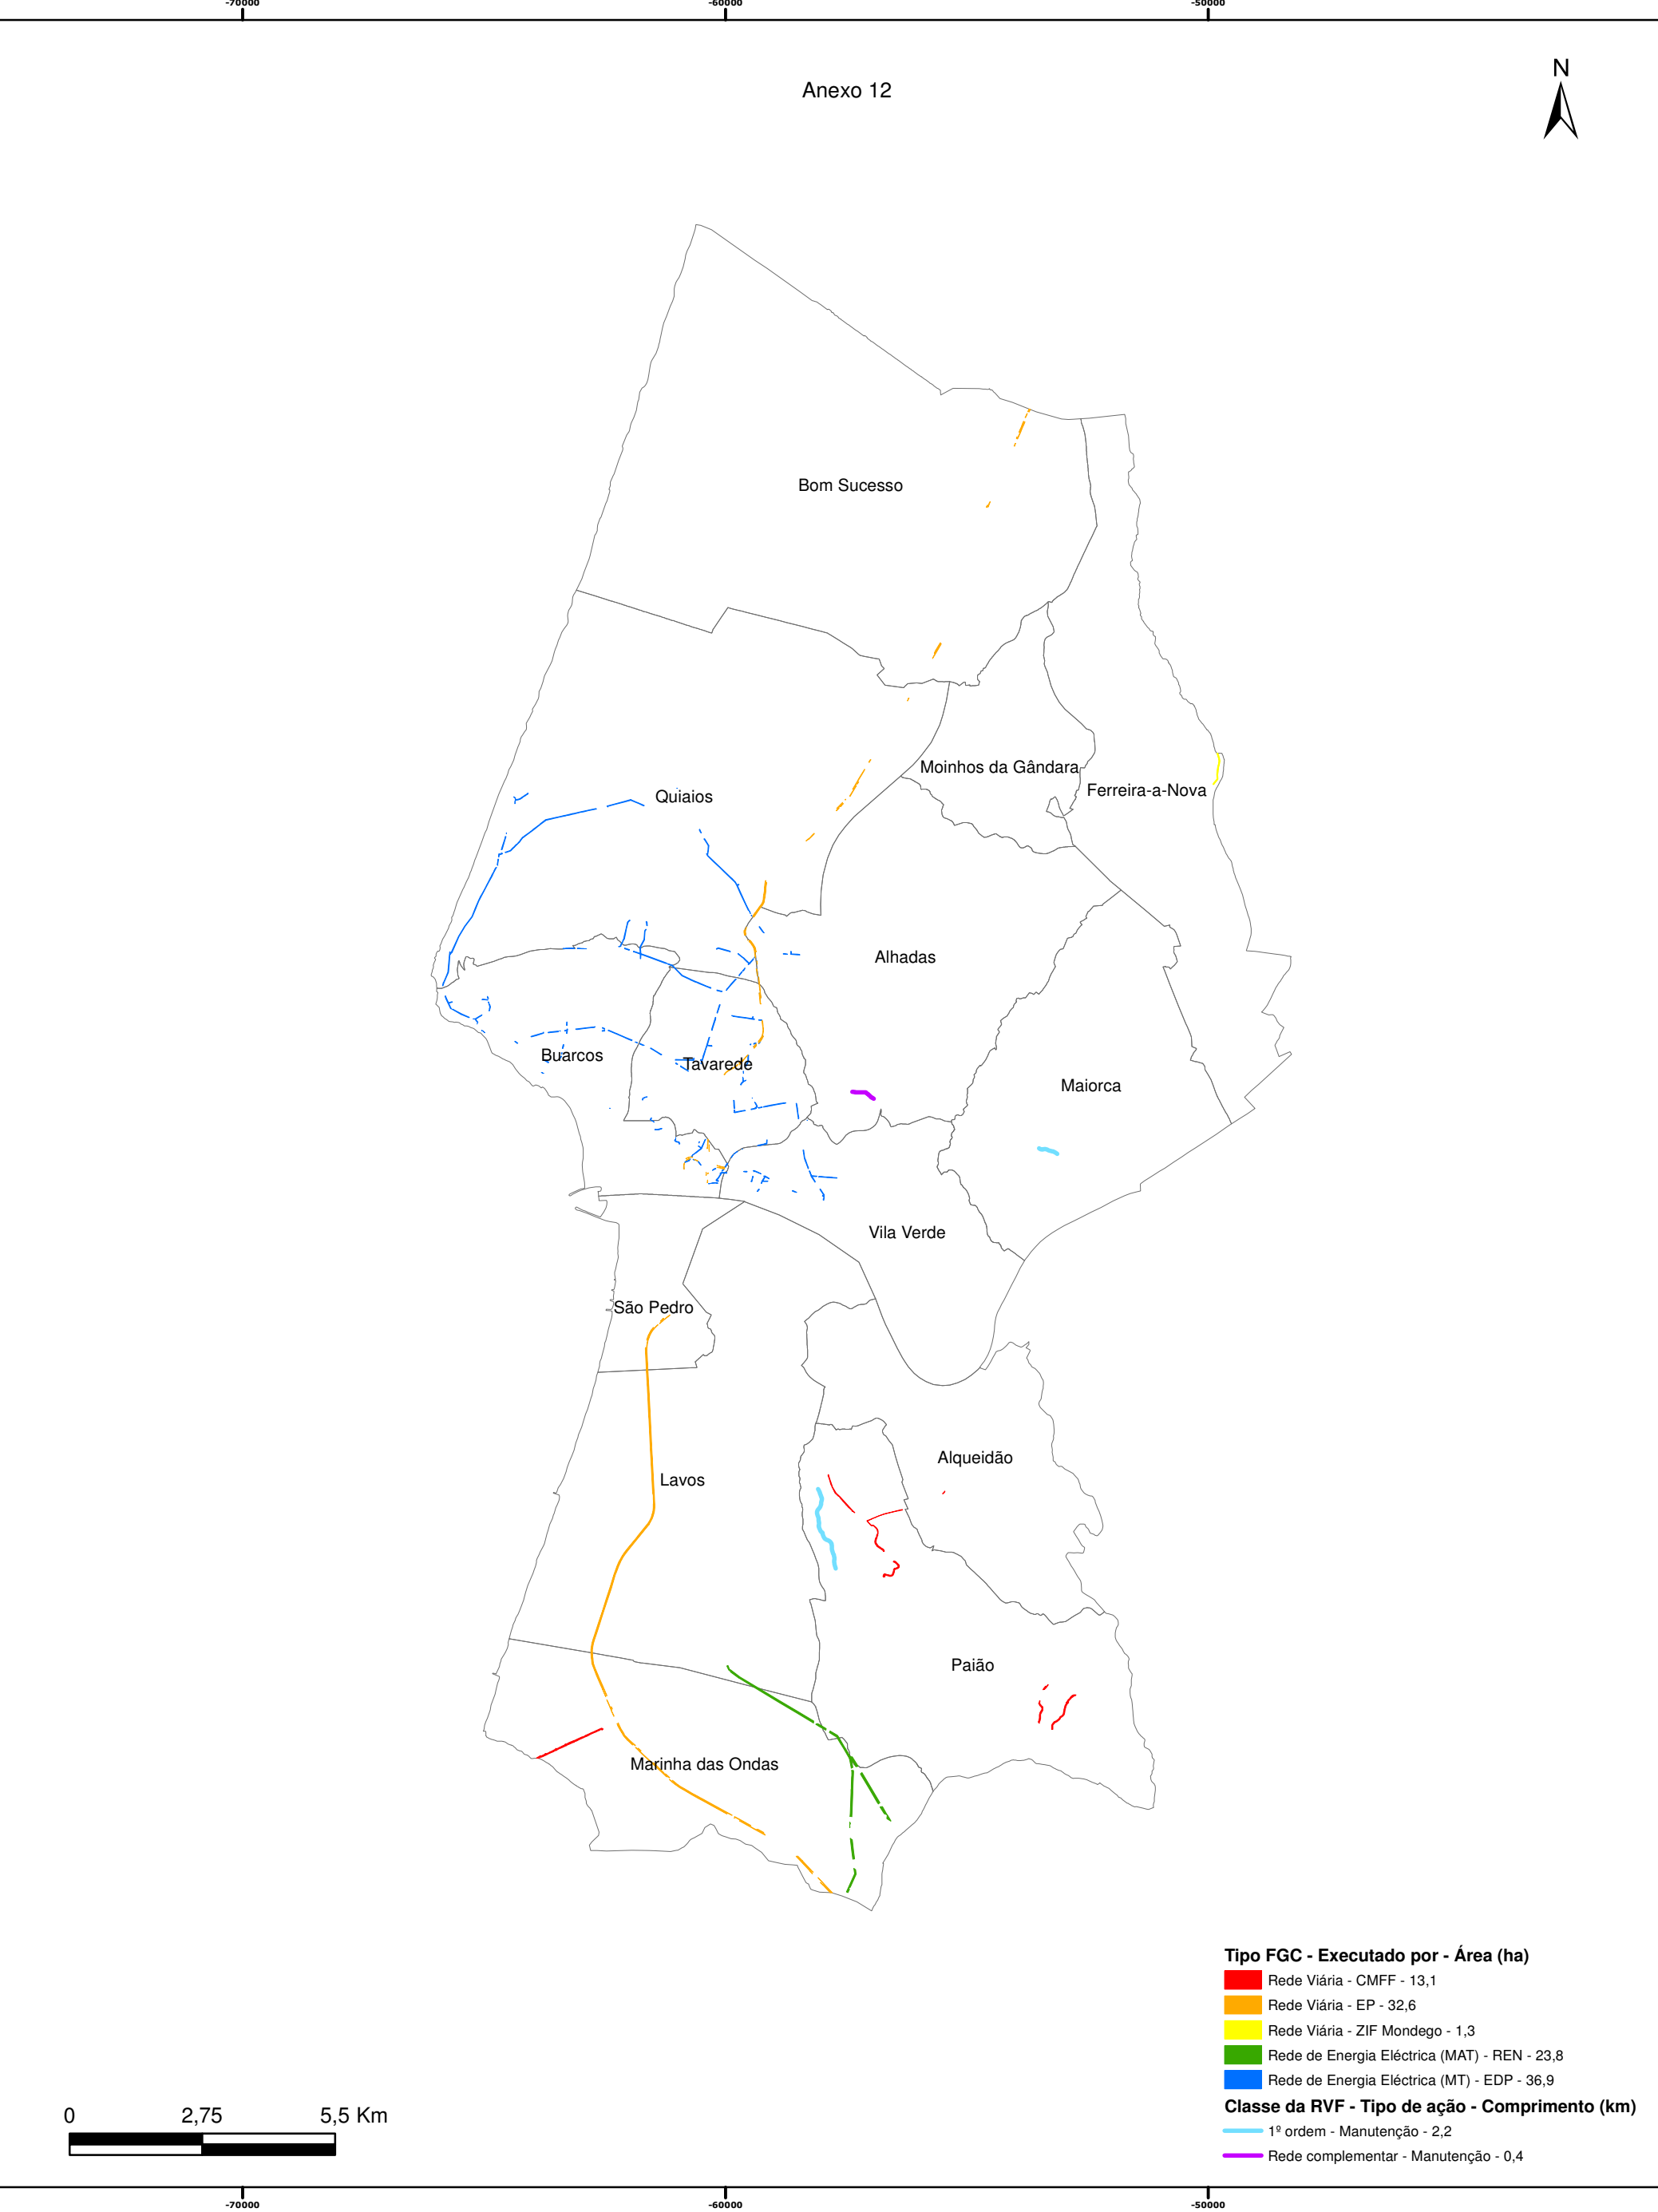 -70000 -60000 -50000
Anexo 12
N
Bom Sucesso
Moinhos da Gândara
Ferreira-a-Nova
Quiaios
Alhadas
Buarcos
Tavarede
Maiorca
Vila Verde
São Pedro
Alqueidão
Lavos
Paião
Marinha das Ondas
Tipo FGC - Executado por - Área (ha)
Rede Viária - CMFF - 13,1
Rede Viária - EP - 32,6
Rede Viária - ZIF Mondego - 1,3
Rede de Energia Eléctrica (MAT) - REN - 23,8
Rede de Energia Eléctrica (MT) - EDP - 36,9
Classe da RVF - Tipo de ação - Comprimento (km)
1º ordem - Manutenção - 2,2
Rede complementar - Manutenção - 0,4
0 2,75 5,5 Km
-70000 -60000 -50000